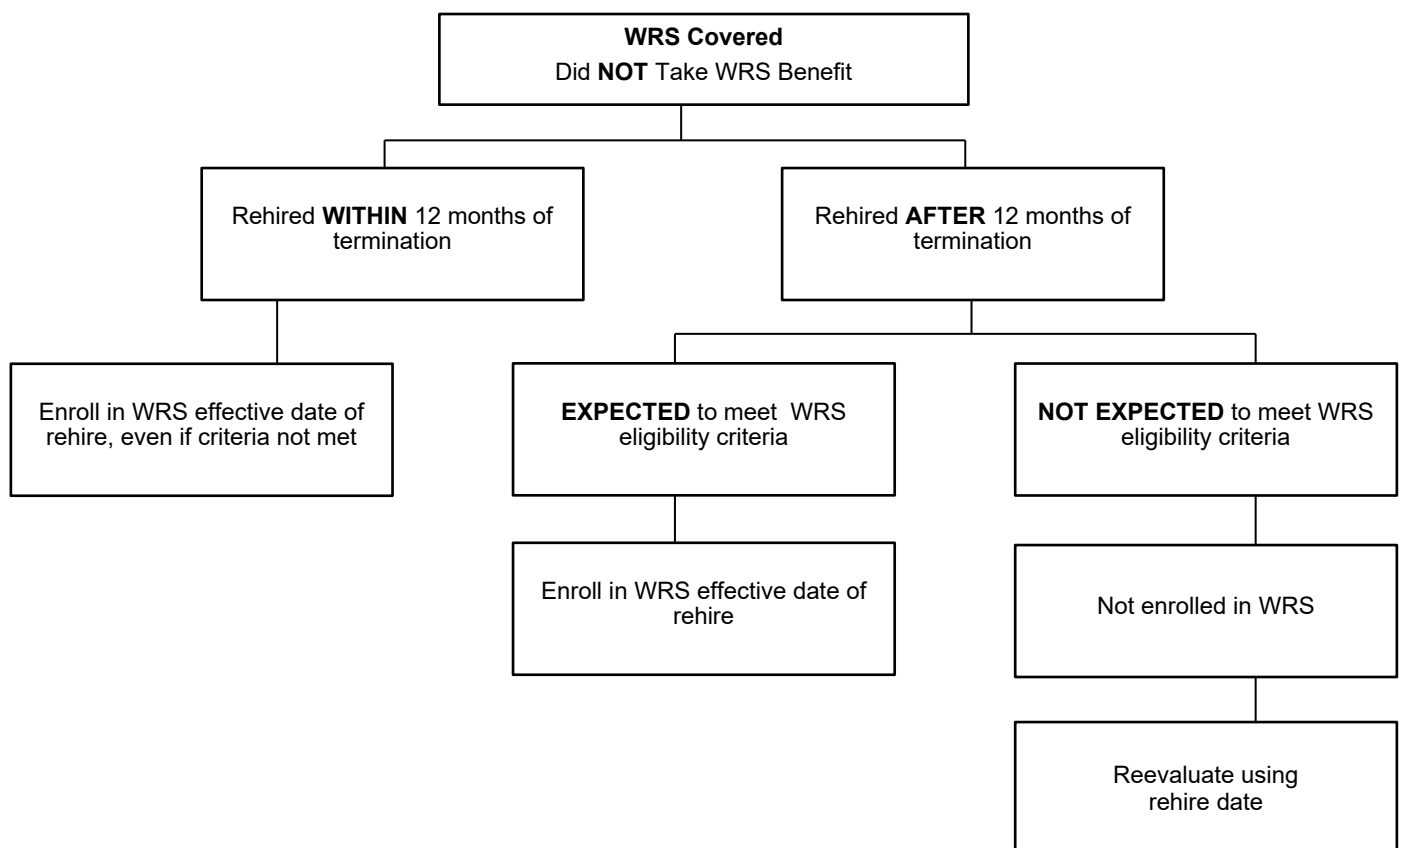 WRS Covered
Did NOT Take WRS Benefit
Rehired WITHIN 12 months of
termination
Rehired AFTER 12 months of
termination
Enroll in WRS effective date of
rehire, even if criteria not met
EXPECTED to meet  WRS
eligibility criteria
NOT EXPECTED to meet WRS
eligibility criteria
Enroll in WRS effective date of
rehire
Not enrolled in WRS
Reevaluate using
rehire date